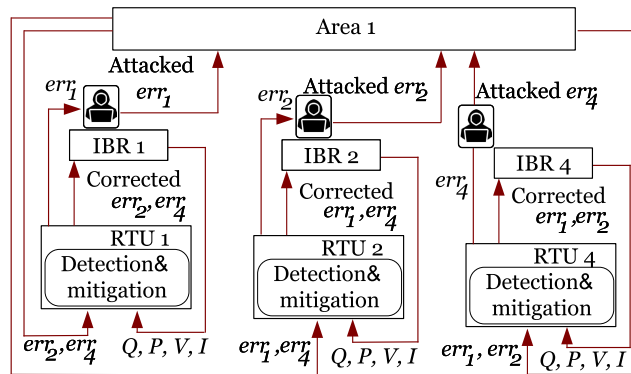 Area 1
Attacked
err1
err1
Attacked err2
err2
Attacked err4
IBR 1
IBR 2
IBR 4
err4
Corrected
err2,err4
Corrected
err1,err4
Corrected
err1,err2
RTU 1
Detection&
mitigation
RTU 2
Detection&
mitigation
RTU 4
Detection&
mitigation
err2,err4
Q, P, V, I
err1,err4
Q, P, V, I
err1, err2
Q, P, V, I